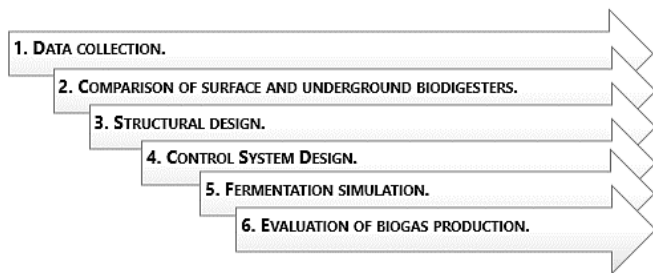 1. DATA COLLECTION.
2. COMPARISON OF SURFACE AND UNDERGROUND BIODIGESTERS.
3. STRUCTURAL DESIGN.
4. CONTROL SYSTEM DESIGN.
5. FERMENTATION SIMULATION.
6. EVALUATION OF BIOGAS PRODUCTION.